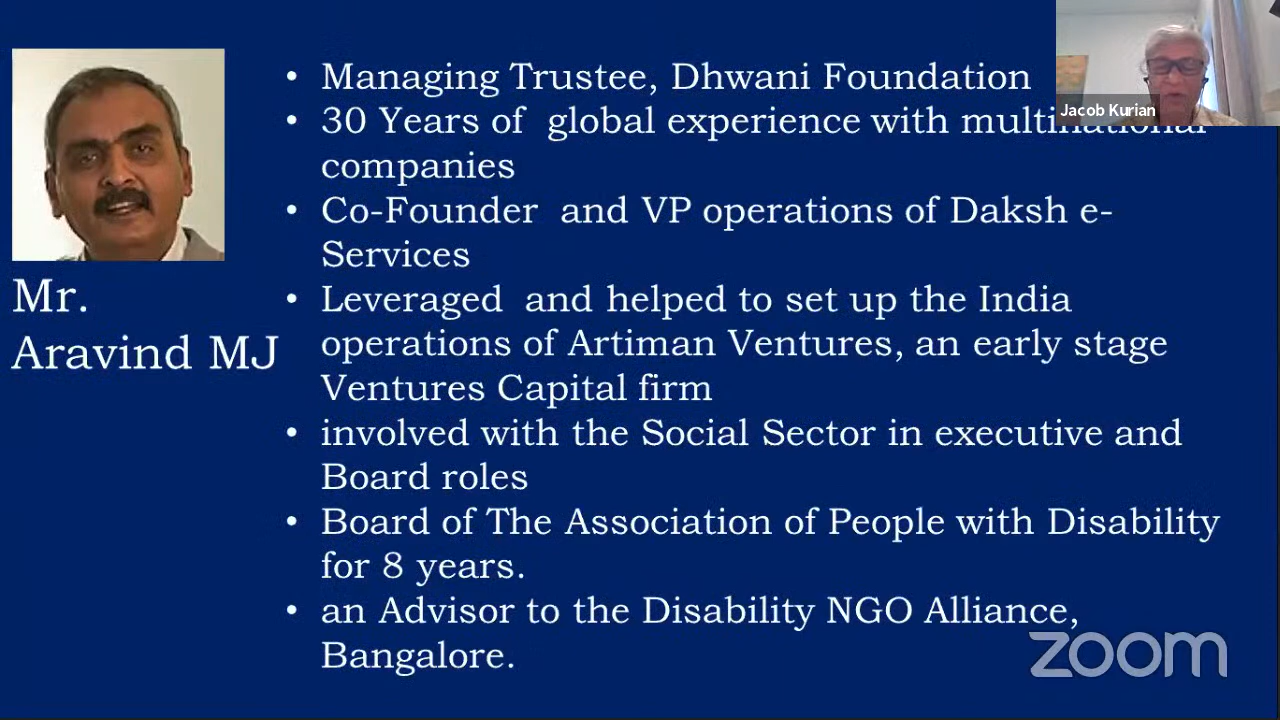 Mr.
Aravind MJ
• Managing Trustee, Dhwani Foundation
• 30 Years of global experience with multinational
companies
• Co-Founder and VP operations of Daksh e-
Services
• Leveraged and helped to set up the India
operations of Artiman Ventures, an early stage
Ventures Capital firm
• involved with the Social Sector in executive and
Board roles
• Board of The Association of People with Disability
for 8 years.
• an Advisor to the Disability NGO Alliance,
Bangalore.
Jacob Kurian
zoom